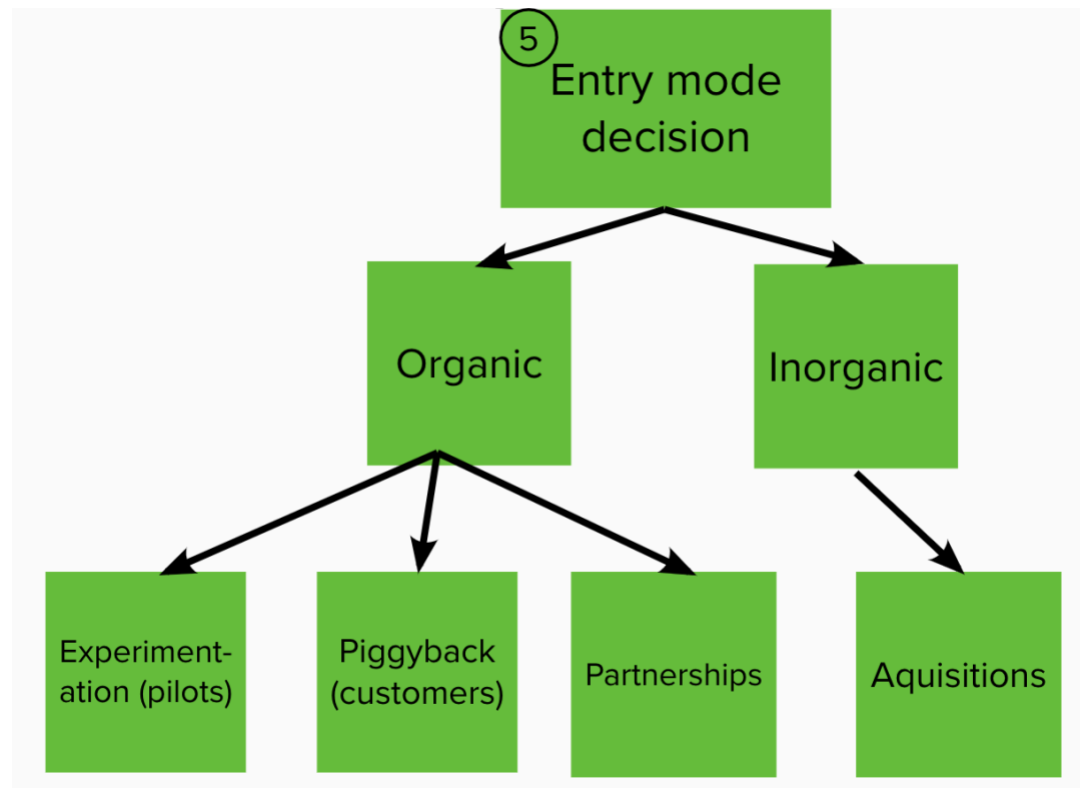 5
Entry mode
decision
Organic
Inorganic
Experiment-
ation (pilots)
Piggyback
(customers)
Partnerships
Aquisitions